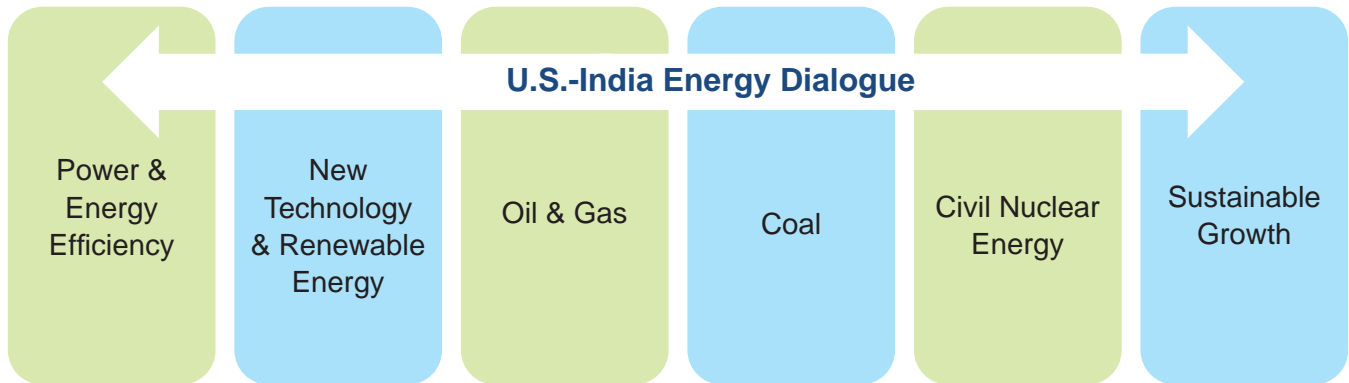 U.S.-India Energy Dialogue
Power &
Energy
Efficiency
New
Technology
& Renewable
Energy
Oil & Gas
Coal
Civil Nuclear
Energy
Sustainable
Growth